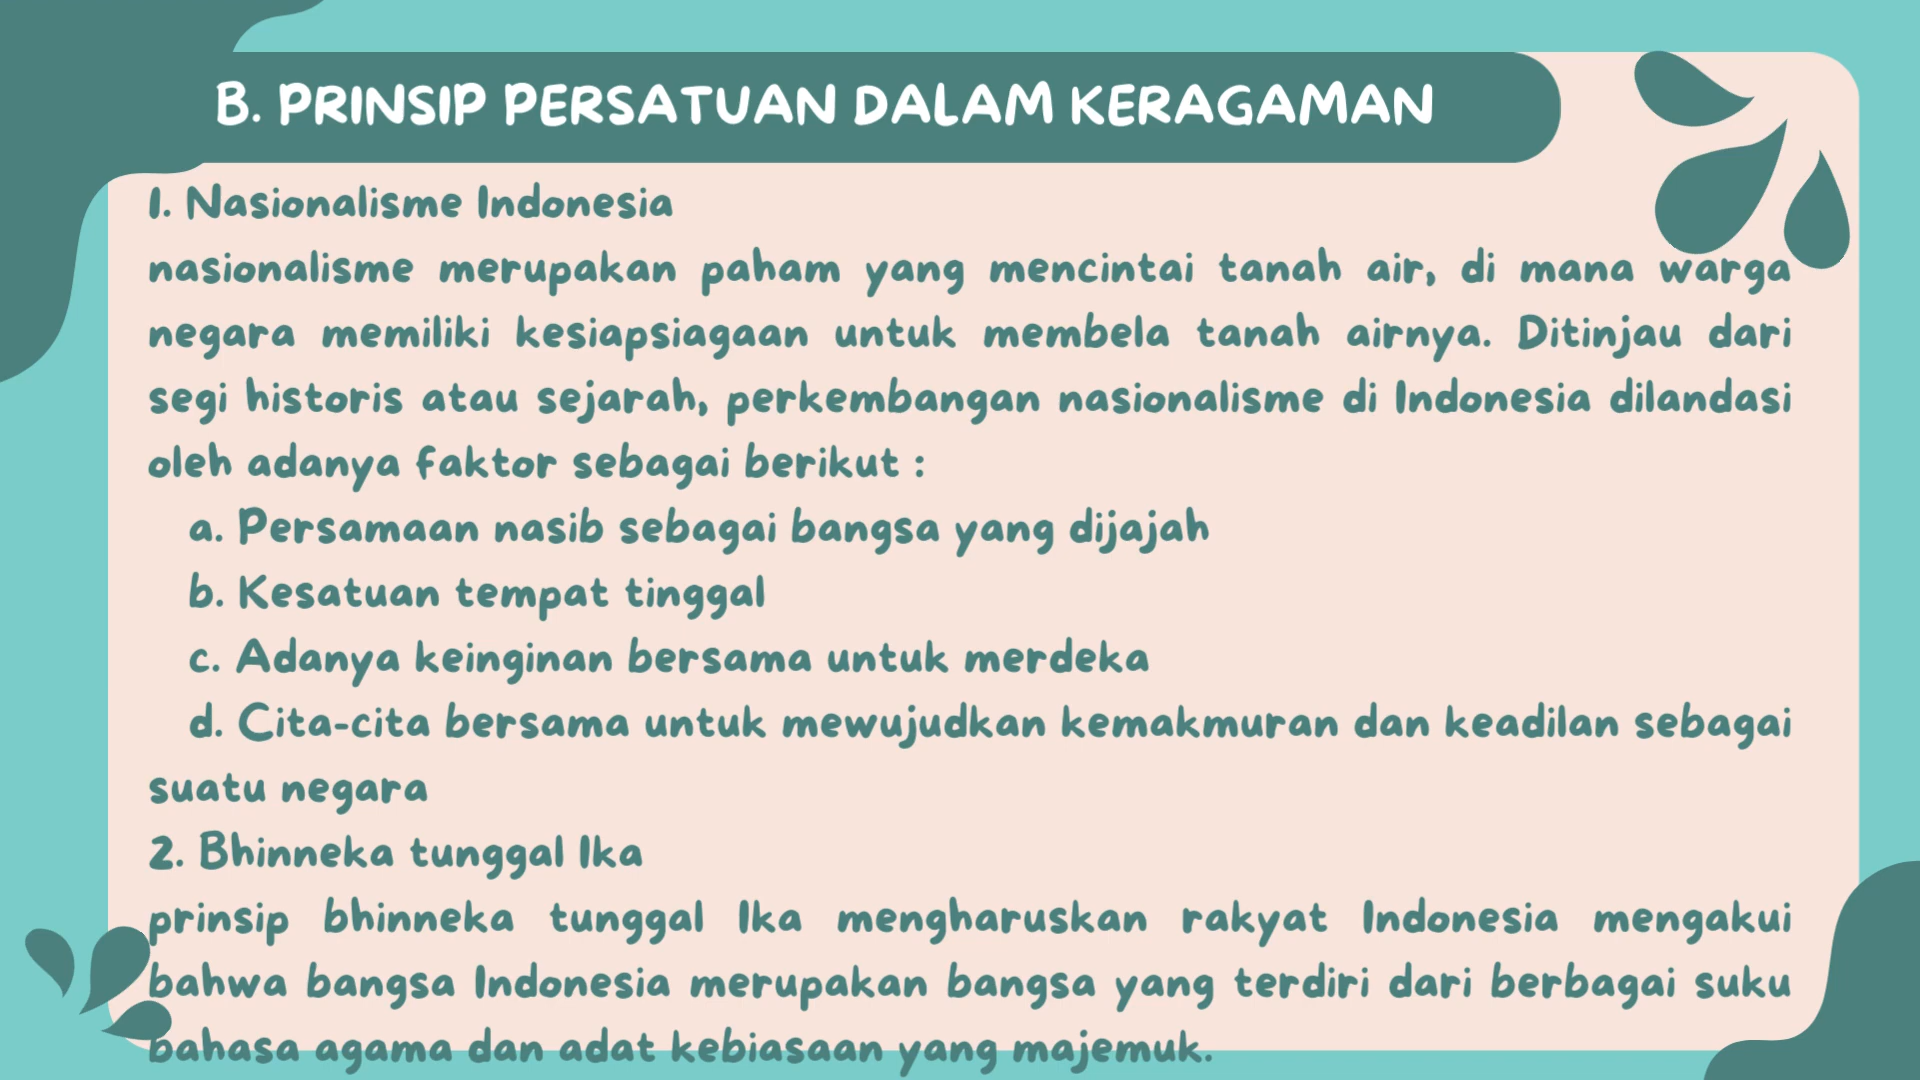 B. PRINSIP PERSATUAN DALAM KERAGAMAN
1. Nasionalisme Indonesia
nasionalisme merupakan paham yang mencintai tanah air, di mana warga
negara memiliki kesiapsiagaan untuk membela tanah airnya. Ditinjau dari
segi historis atau sejarah, perkembangan nasionalisme di Indonesia dilandasi
oleh adanya faktor sebagai berikut :
a. Persamaan nasib sebagai bangsa yang dijajah
b. Kesatuan tempat tinggal
c. Adanya keinginan bersama untuk merdeka
d. Cita-cita bersama untuk mewujudkan kemakmuran dan keadilan sebagai
suatu negara
2. Bhinneka tunggal Ika
prinsip bhinneka tunggal Ika mengharuskan rakyat Indonesia mengakui
bahwa bangsa Indonesia merupakan bangsa yang terdiri dari berbagai suku
bahasa agama dan adat kebiasaan yang majemuk.